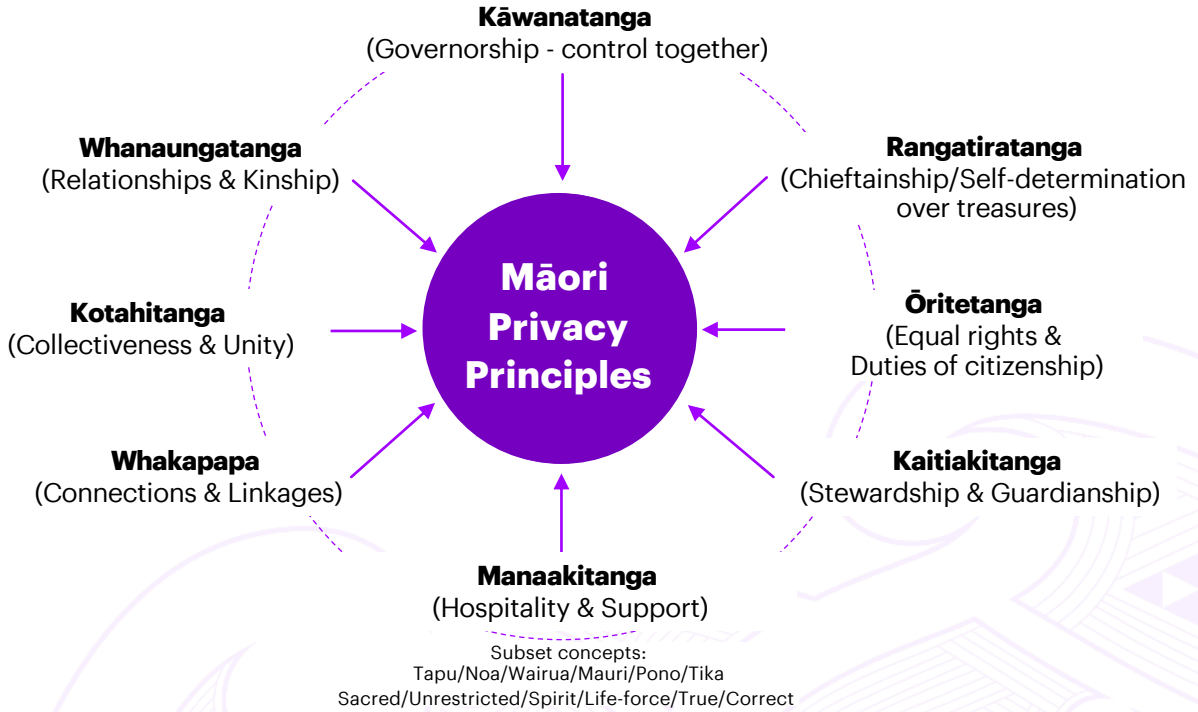 Kāwanatanga
(Governorship - control together)
Whanaungatanga
(Relationships & Kinship)
Rangatiratanga
(Chieftainship/Self-determination
over treasures)
Māori
Privacy
Principles
Kotahitanga
(Collectiveness & Unity)
Ōritetanga
(Equal rights &
Duties of citizenship)
Whakapapa
(Connections & Linkages)
Kaitiakitanga
(Stewardship & Guardianship)
Manaakitanga
(Hospitality & Support)
Subset concepts:
Tapu/Noa/Wairua/Mauri/Pono/Tika
Sacred/Unrestricted/Spirit/Life-force/True/Correct